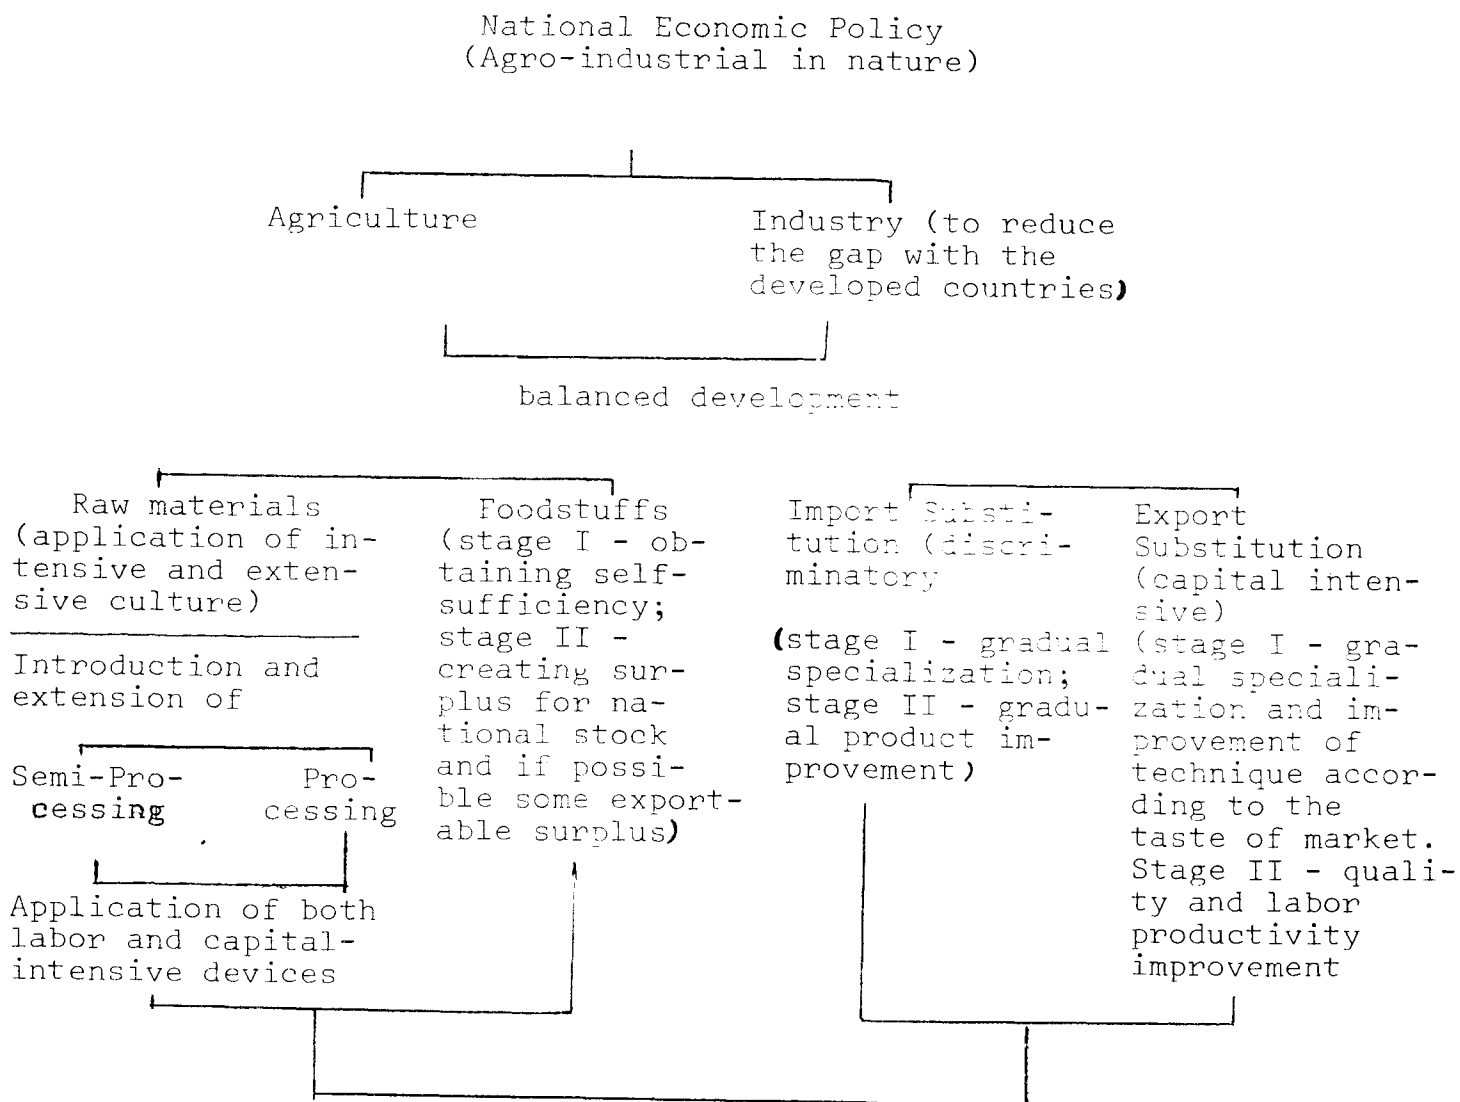 National Economic Policy
(Agro-industrial in nature)
Agriculture
Industry (to reduce
the gap with the
developed countries)
balanced development
Raw materials
(application of in-
tensive and exten-
sive culture)
Introduction and
extension of
Semi-Pro-
cessing
Pro-
cessing
Application of both
labor and capital-
intensive devices
Foodstuffs
(stage I - ob-
taining self-
sufficiency;
stage II -
creating sur-
plus for na-
tional stock
and if possi-
ble some export-
able surplus)
Import Substi-
tution (discri-
minatory
(stage I - gradual
specialization;
stage II - gradu-
al product im-
provement)
Export
Substitution
(capital inten-
sive)
(stage I - gra-
dual speciali-
zation and im-
provement of
technique accor-
ding to the
taste of market.
Stage II - quali-
ty and labor
productivity
improvement